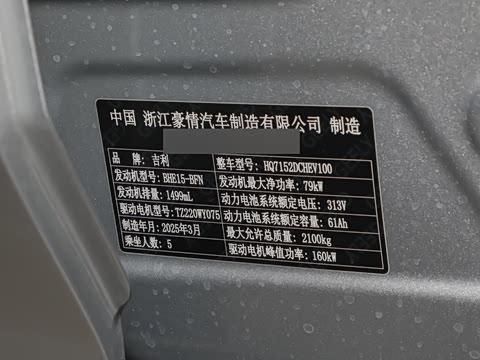 中国 浙江豪情汽车制造有限公司 制造
品 牌: 吉利 整车型号: HQ7152DCHEV100
发动机型号: BHE15-BFN 发动机最大净功率: 79kW
发动机排量: 1499mL 动力电池系统额定电压: 313V
驱动电机型号: TZ220WY075 动力电池系统额定容量: 61Ah
制造年月: 2025年3月 最大允许总质量: 2100kg
乘坐人数: 5 驱动电机峰值功率: 160kW